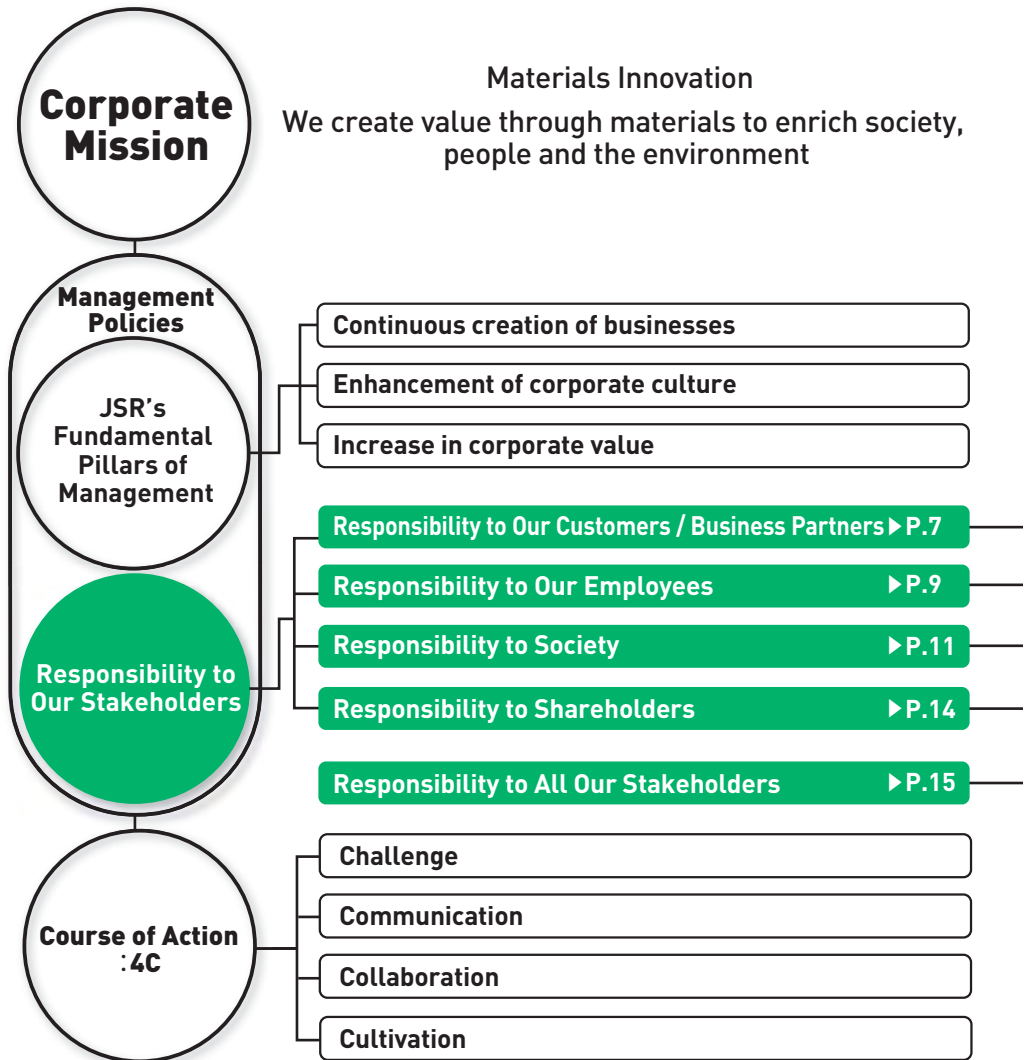 Corporate
Mission
Materials Innovation
We create value through materials to enrich society,
people and the environment
Management
Policies
JSR's
Fundamental
Pillars of
Management
Continuous creation of businesses
Enhancement of corporate culture
Increase in corporate value
Responsibility to
Our Stakeholders
Responsibility to Our Customers / Business Partners ▶P.7
Responsibility to Our Employees ▶P.9
Responsibility to Society ▶P.11
Responsibility to Shareholders ▶P.14
Responsibility to All Our Stakeholders ▶P.15
Course of Action
:4C
Challenge
Communication
Collaboration
Cultivation